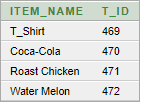 ITEM_NAME T_ID
T_Shirt 469
Coca-Cola 470
Roast Chicken 471
Water Melon 472